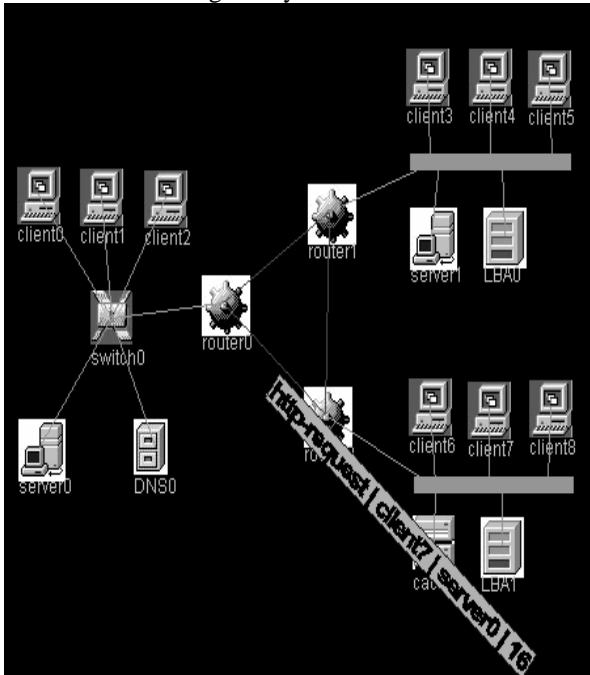 client3 client4 client5
client0 client1 client2
server1 LBA0
router1
router0
switch0
http-request | client7 | server0 | 16
client6 client7 client8
server0 DNS0
LBA1